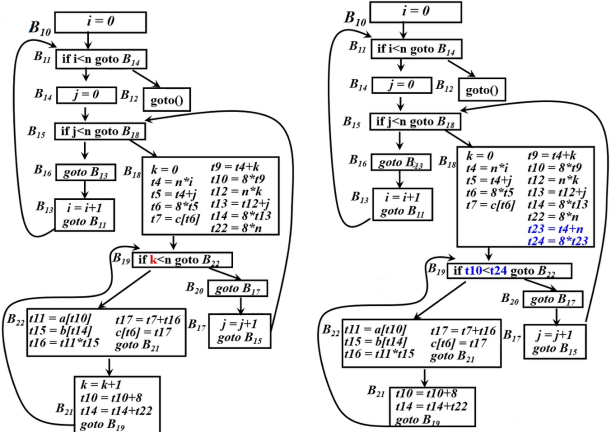 B10
i = 0
B11
if i<n goto B14
B14
j = 0
B12
goto()
B15
if j<n goto B18
B16
goto B13
B18
k = 0
t4 = n*i
t5 = t4+j
t6 = 8*t5
t7 = c[t6]
t9 = t4+k
t10 = 8*t9
t12 = n*k
t13 = t12+j
t14 = 8*t13
t22 = 8*n
B13
i = i+1
goto B11
B19
if k<n goto B22
B20
goto B17
B22
t11 = a[t10]
t15 = b[t14]
t16 = t11*t15
t17 = t7+t16
c[t6] = t17
goto B21
B17
j = j+1
goto B15
B21
k = k+1
t10 = t10+8
t14 = t14+t22
goto B19
B10
i = 0
B11
if i<n goto B14
B14
j = 0
B12
goto()
B15
if j<n goto B18
B16
goto B13
B18
k = 0
t4 = n*i
t5 = t4+j
t6 = 8*t5
t7 = c[t6]
t9 = t4+k
t10 = 8*t9
t12 = n*k
t13 = t12+j
t14 = 8*t13
t22 = 8*n
t23 = t4+n
t24 = 8*t23
B13
i = i+1
goto B11
B19
if t10<t24 goto B22
B20
goto B17
B22
t11 = a[t10]
t15 = b[t14]
t16 = t11*t15
t17 = t7+t16
c[t6] = t17
goto B21
B17
j = j+1
goto B15
B21
t10 = t10+8
t14 = t14+t22
goto B19